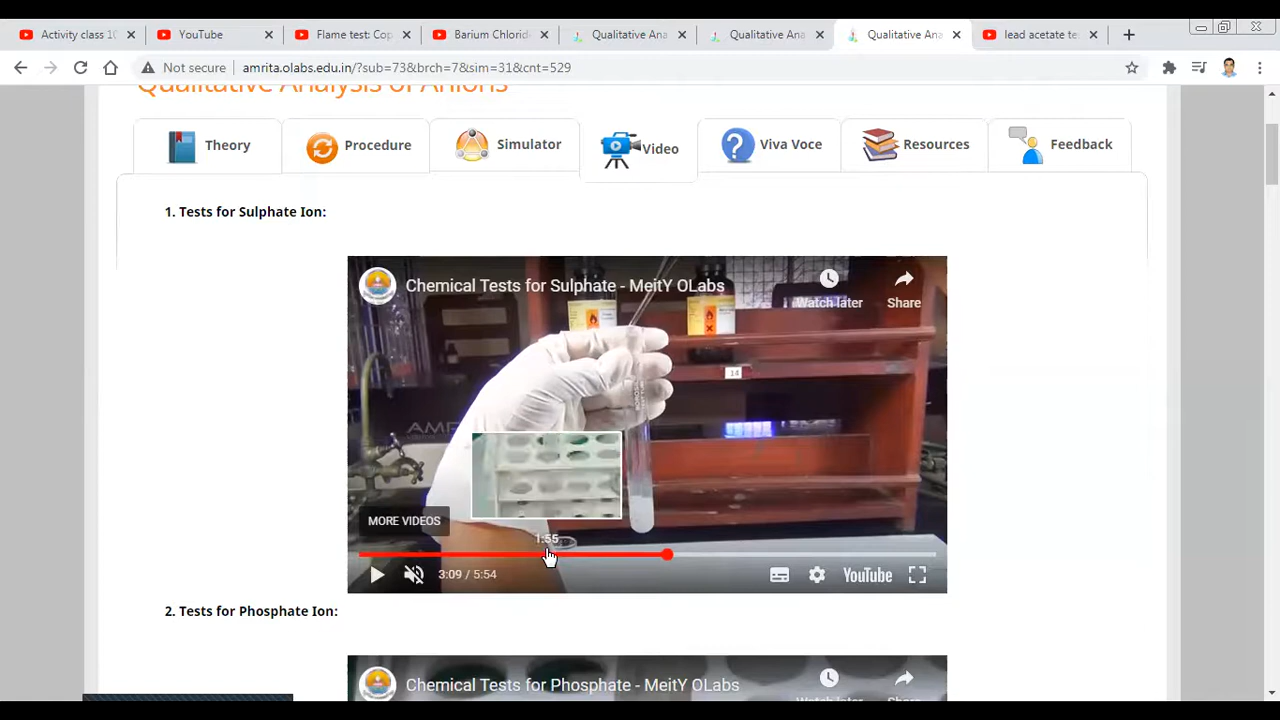 Activity class 10
YouTube
Flame test: Cop
Barium Chlori
Qualitative Ana
Qualitative Ana
Qualitative Ana
lead acetate te
Not secure
amrita.olabs.edu.in/?sub=73&brch=7&sim=31&cnt=529
Qualitative Analysis of Anions
Theory
Procedure
Simulator
Video
Viva Voce
Resources
Feedback
1. Tests for Sulphate Ion:
Chemical Tests for Sulphate - MeitY OLabs
Watch later
Share
14
MORE VIDEOS
1:55
3:09 / 5:54
YouTube
2. Tests for Phosphate Ion:
Chemical Tests for Phosphate - MeitY OLabs
Watch later